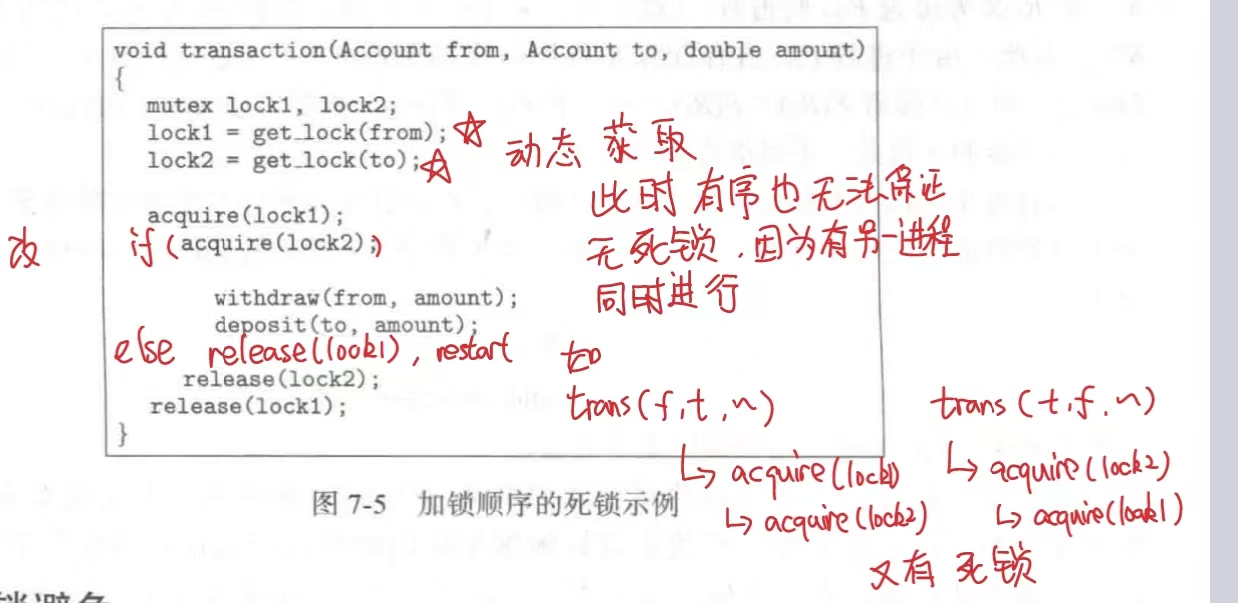 void transaction(Account from, Account to, double amount)
{
mutex lock1, lock2;
lock1 = get.lock(from); ☆ 动态获取
lock2 = get.lock(to); ☆
此时有序也无法保证
无死锁,因为有另一进程
同时进行
acquire(lock1);
改 if(acquire(lock2);)
withdraw(from, amount);
deposit(to, amount);
else release(lock1), restart
release(lock2);
release(lock1);
}
to
trans(f,t,n) trans(t,f,n)
↳ acquire(lock1) ↳ acquire(lock2)
↳ acquire(lock2) ↳ acquire(lock1)
又有死锁
图 7-5 加锁顺序的死锁示例